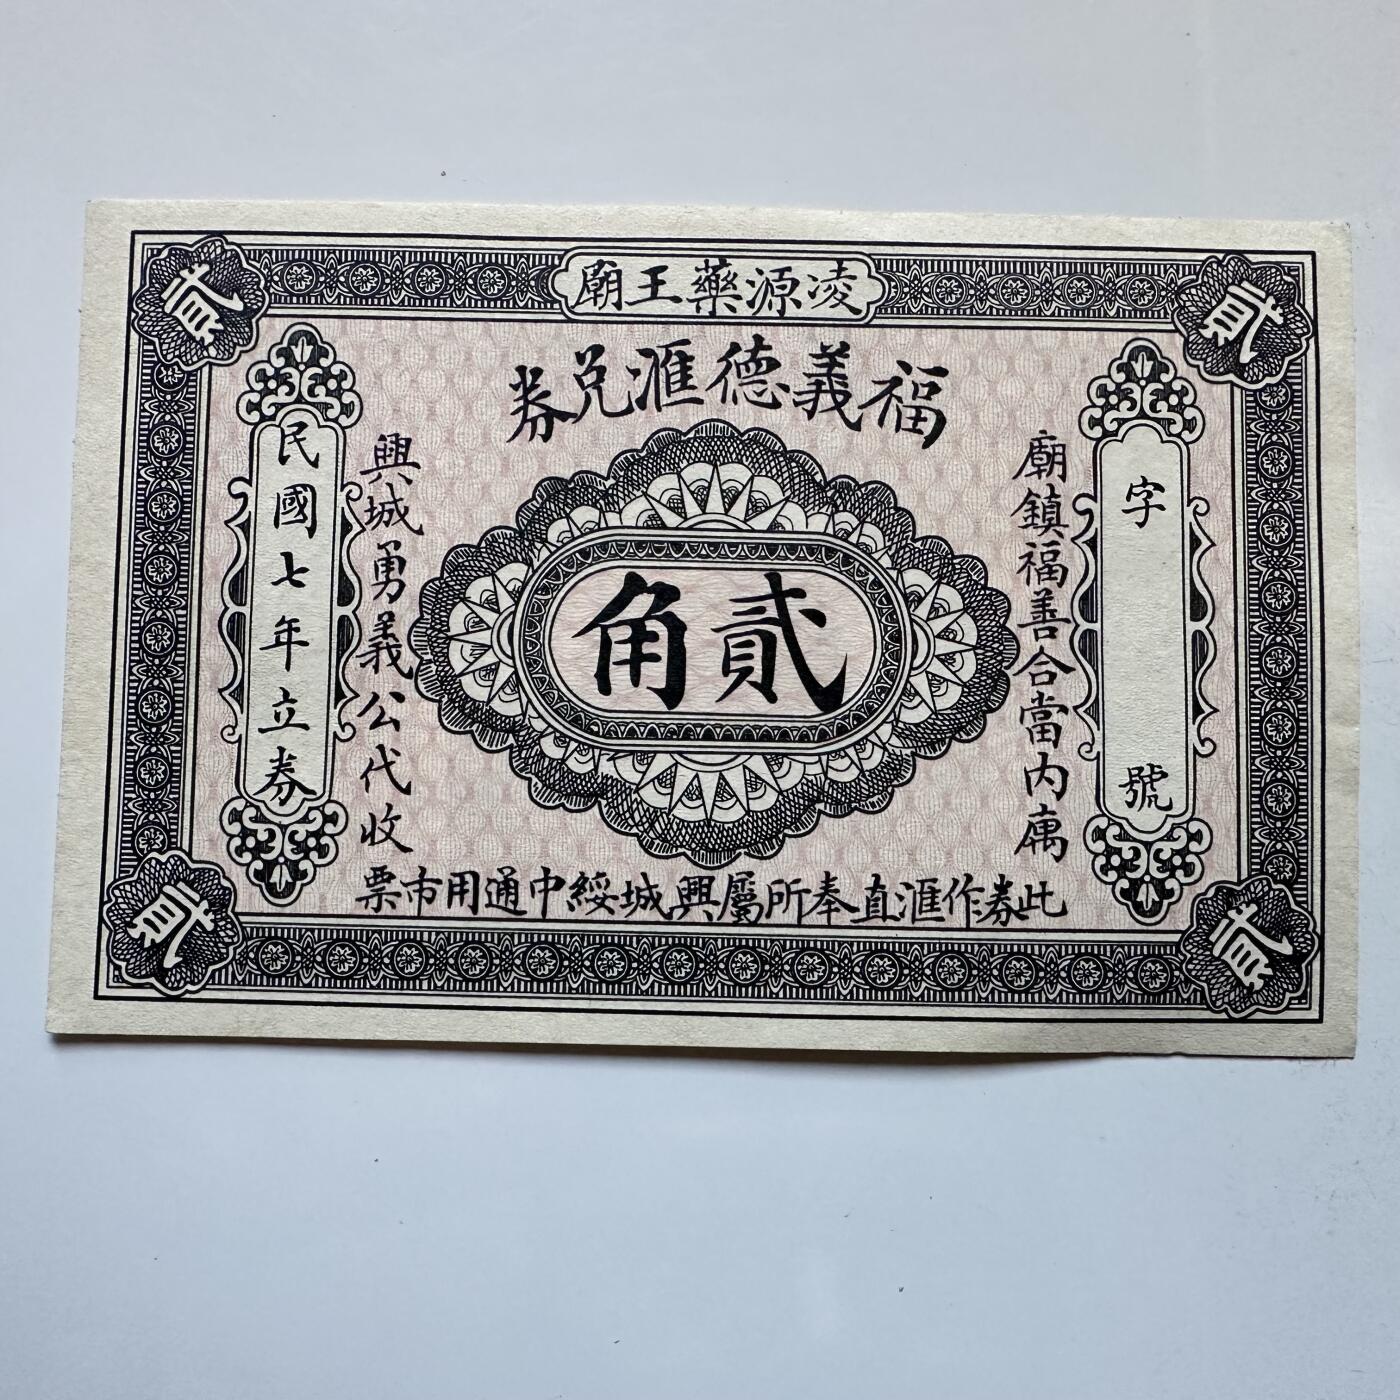 貳
凌源藥王廟
貳
福義德滙兌券
字號
廟鎮福善合當内庽
貳角
興城勇義公代收
民國七年立券
此券作滙直奉所屬興城綏中通用市票
貳
貳